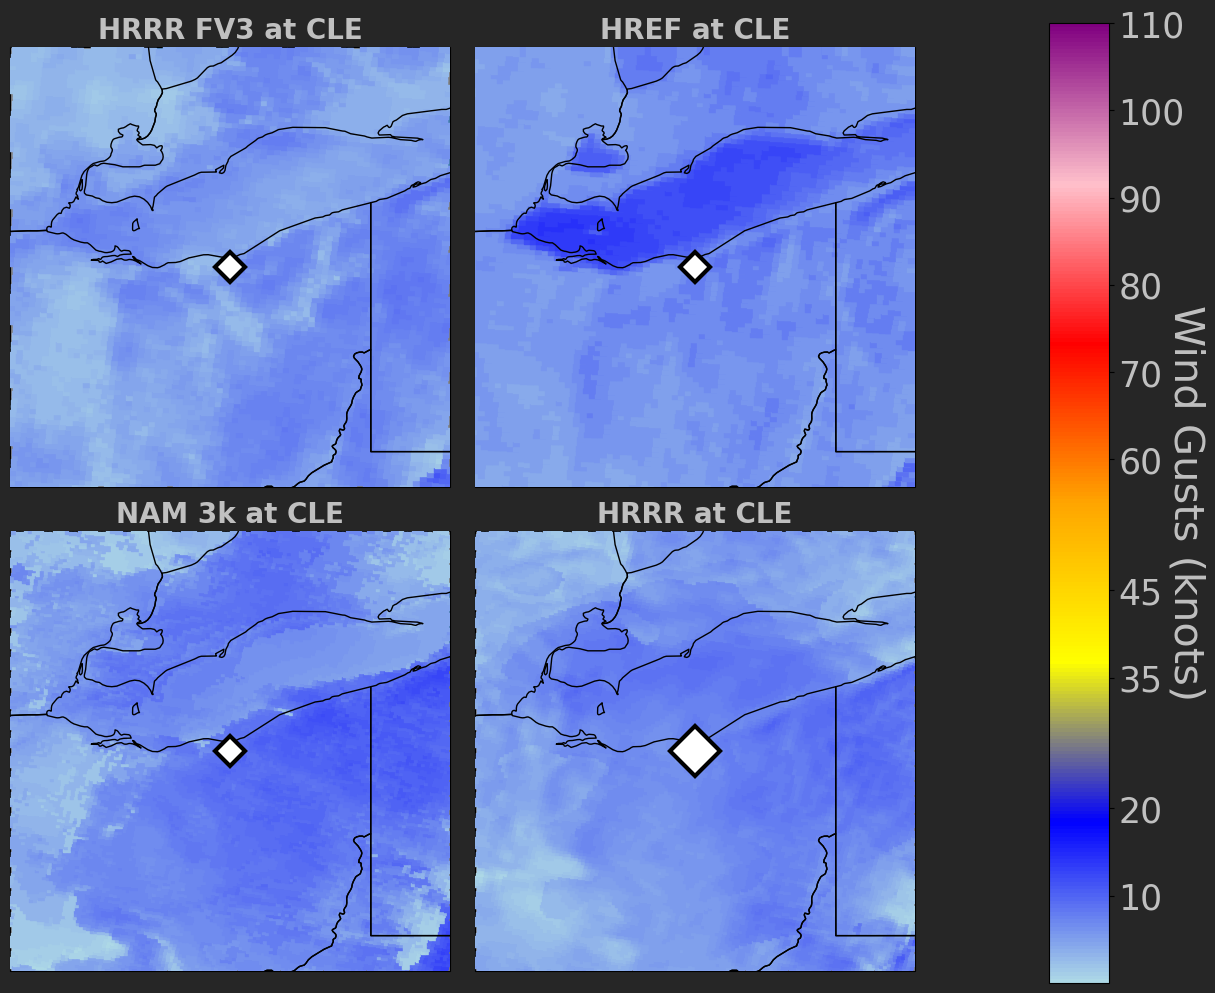 HRRR FV3 at CLE
HREF at CLE
NAM 3k at CLE
HRRR at CLE
110
100
90
80
70
60
45
35
20
10
Wind Gusts (knots)